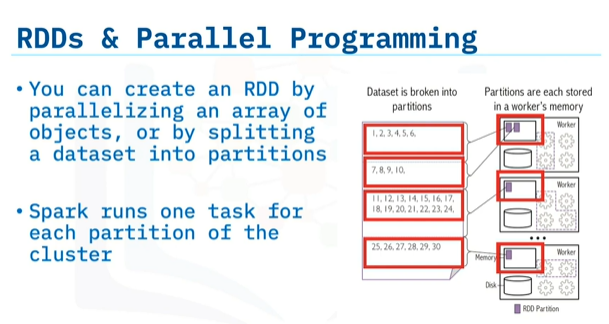 RDDs & Parallel Programming
• You can create an RDD by
parallelizing an array of
objects, or by splitting
a dataset into partitions
• Spark runs one task for
each partition of the
cluster
Dataset is broken into
partitions
1, 2, 3, 4, 5, 6,
7, 8, 9, 10,
11, 12, 13, 14, 15, 16, 17,
18, 19, 20, 21, 22, 23, 24,
25, 26, 27, 28, 29, 30
Partitions are each stored
in a worker's memory
Worker
Worker
Worker
Memory
Disk
RDD Partition